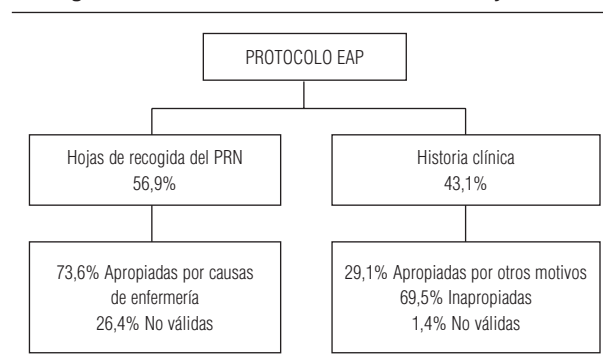 PROTOCOLO EAP
Hojas de recogida del PRN
56,9%
Historia clínica
43,1%
73,6% Apropiadas por causas
de enfermería
26,4% No válidas
29,1% Apropiadas por otros motivos
69,5% Inapropiadas
1,4% No válidas